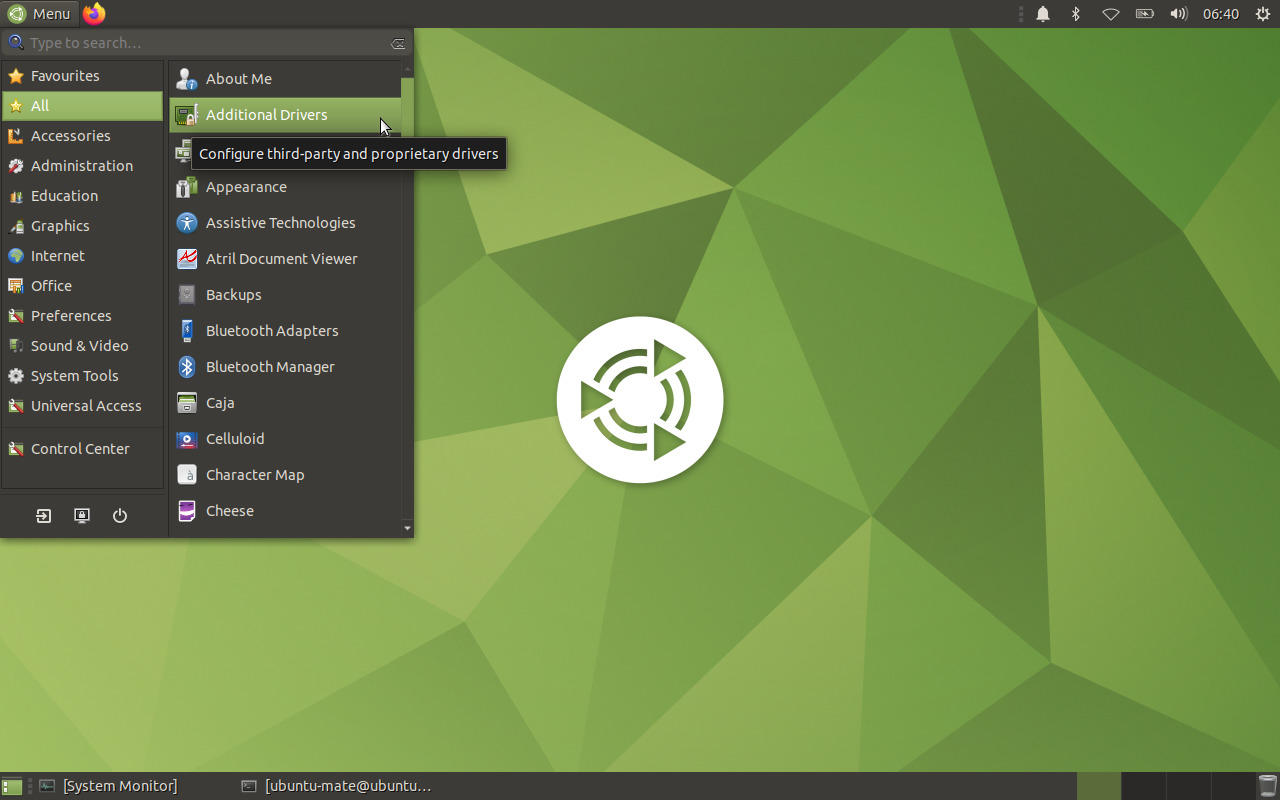 Menu
06:40
Type to search…
Favourites
All
Accessories
Administration
Education
Graphics
Internet
Office
Preferences
Sound & Video
System Tools
Universal Access
Control Center
About Me
Additional Drivers
Configure third-party and proprietary drivers
Appearance
Assistive Technologies
Atril Document Viewer
Backups
Bluetooth Adapters
Bluetooth Manager
Caja
Celluloid
Character Map
Cheese
[System Monitor]
[ubuntu-mate@ubuntu…